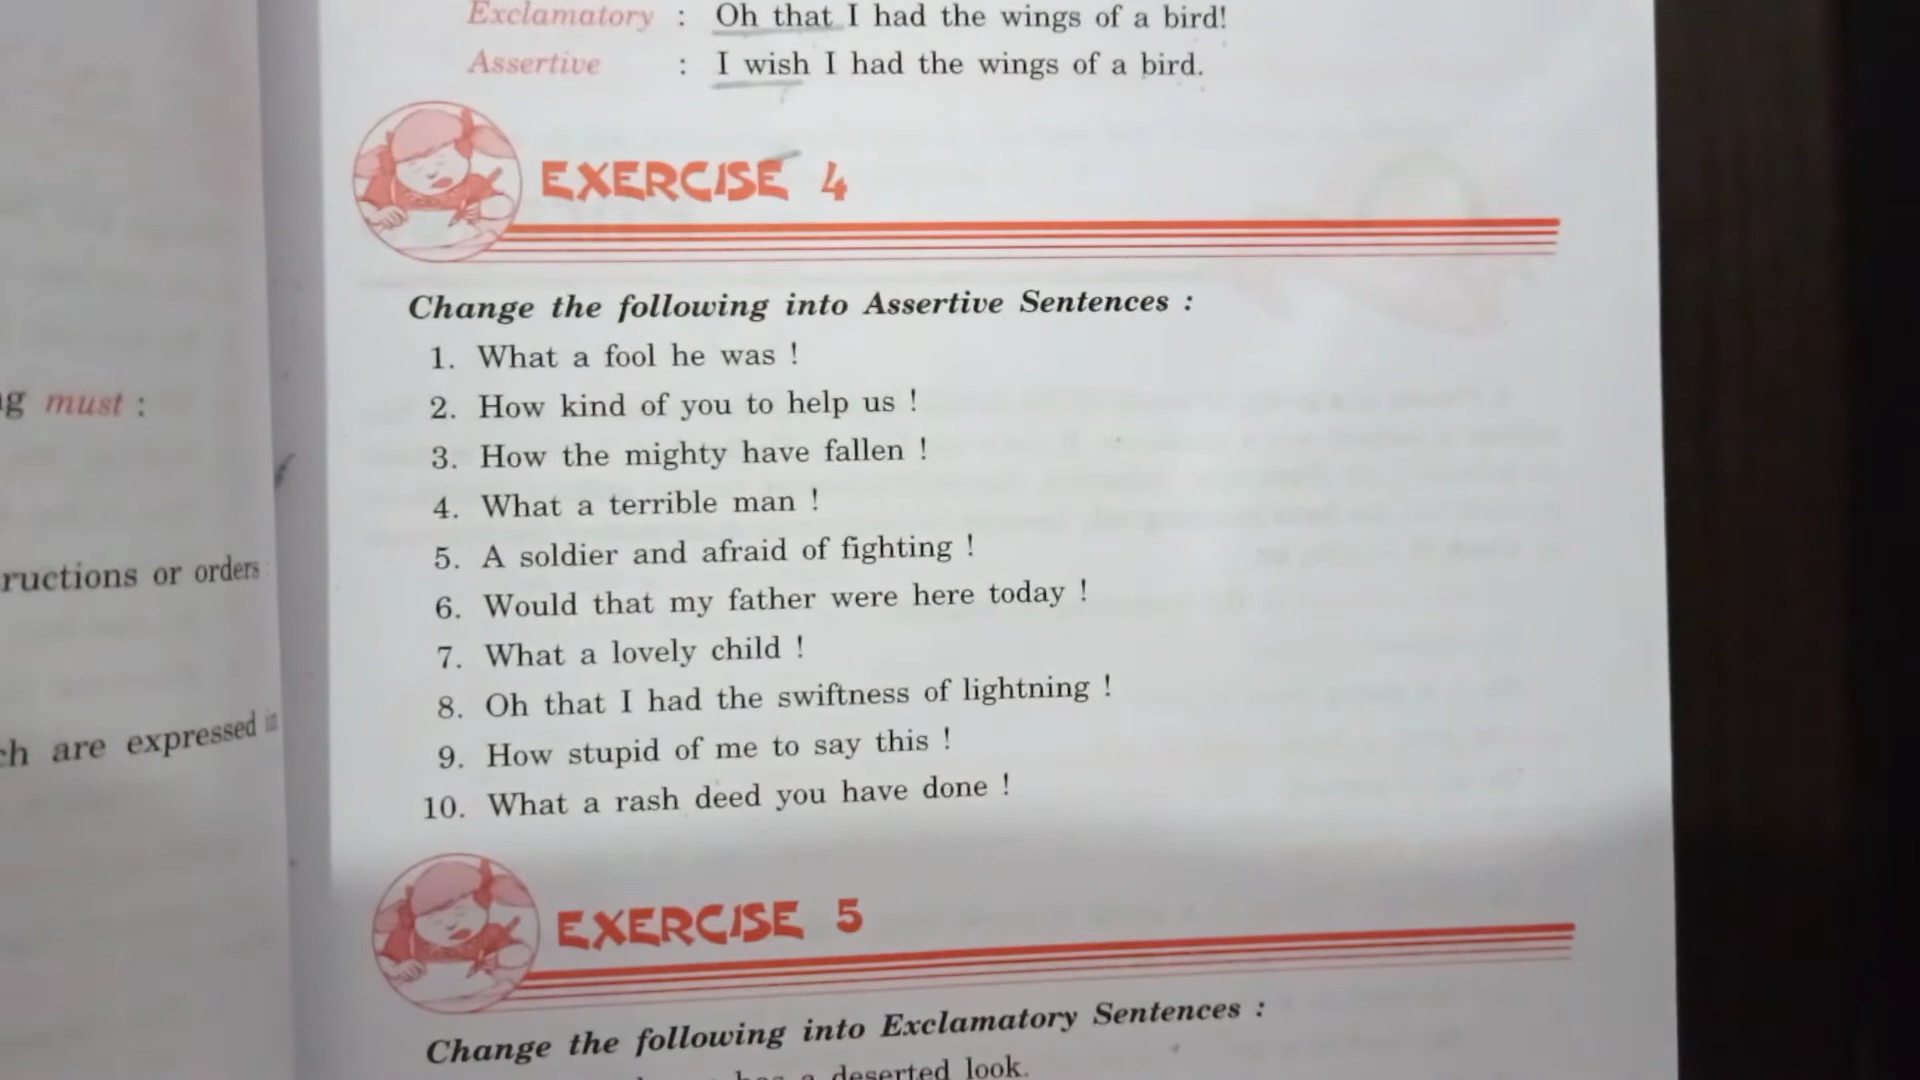 Exclamatory : Oh that I had the wings of a bird!
Assertive : I wish I had the wings of a bird.
EXERCISE 4
Change the following into Assertive Sentences :
1. What a fool he was !
2. How kind of you to help us !
3. How the mighty have fallen !
4. What a terrible man !
5. A soldier and afraid of fighting !
6. Would that my father were here today !
7. What a lovely child !
8. Oh that I had the swiftness of lightning !
9. How stupid of me to say this !
10. What a rash deed you have done !
EXERCISE 5
Change the following into Exclamatory Sentences :
a deserted look.
must :
or orders
are expressed in